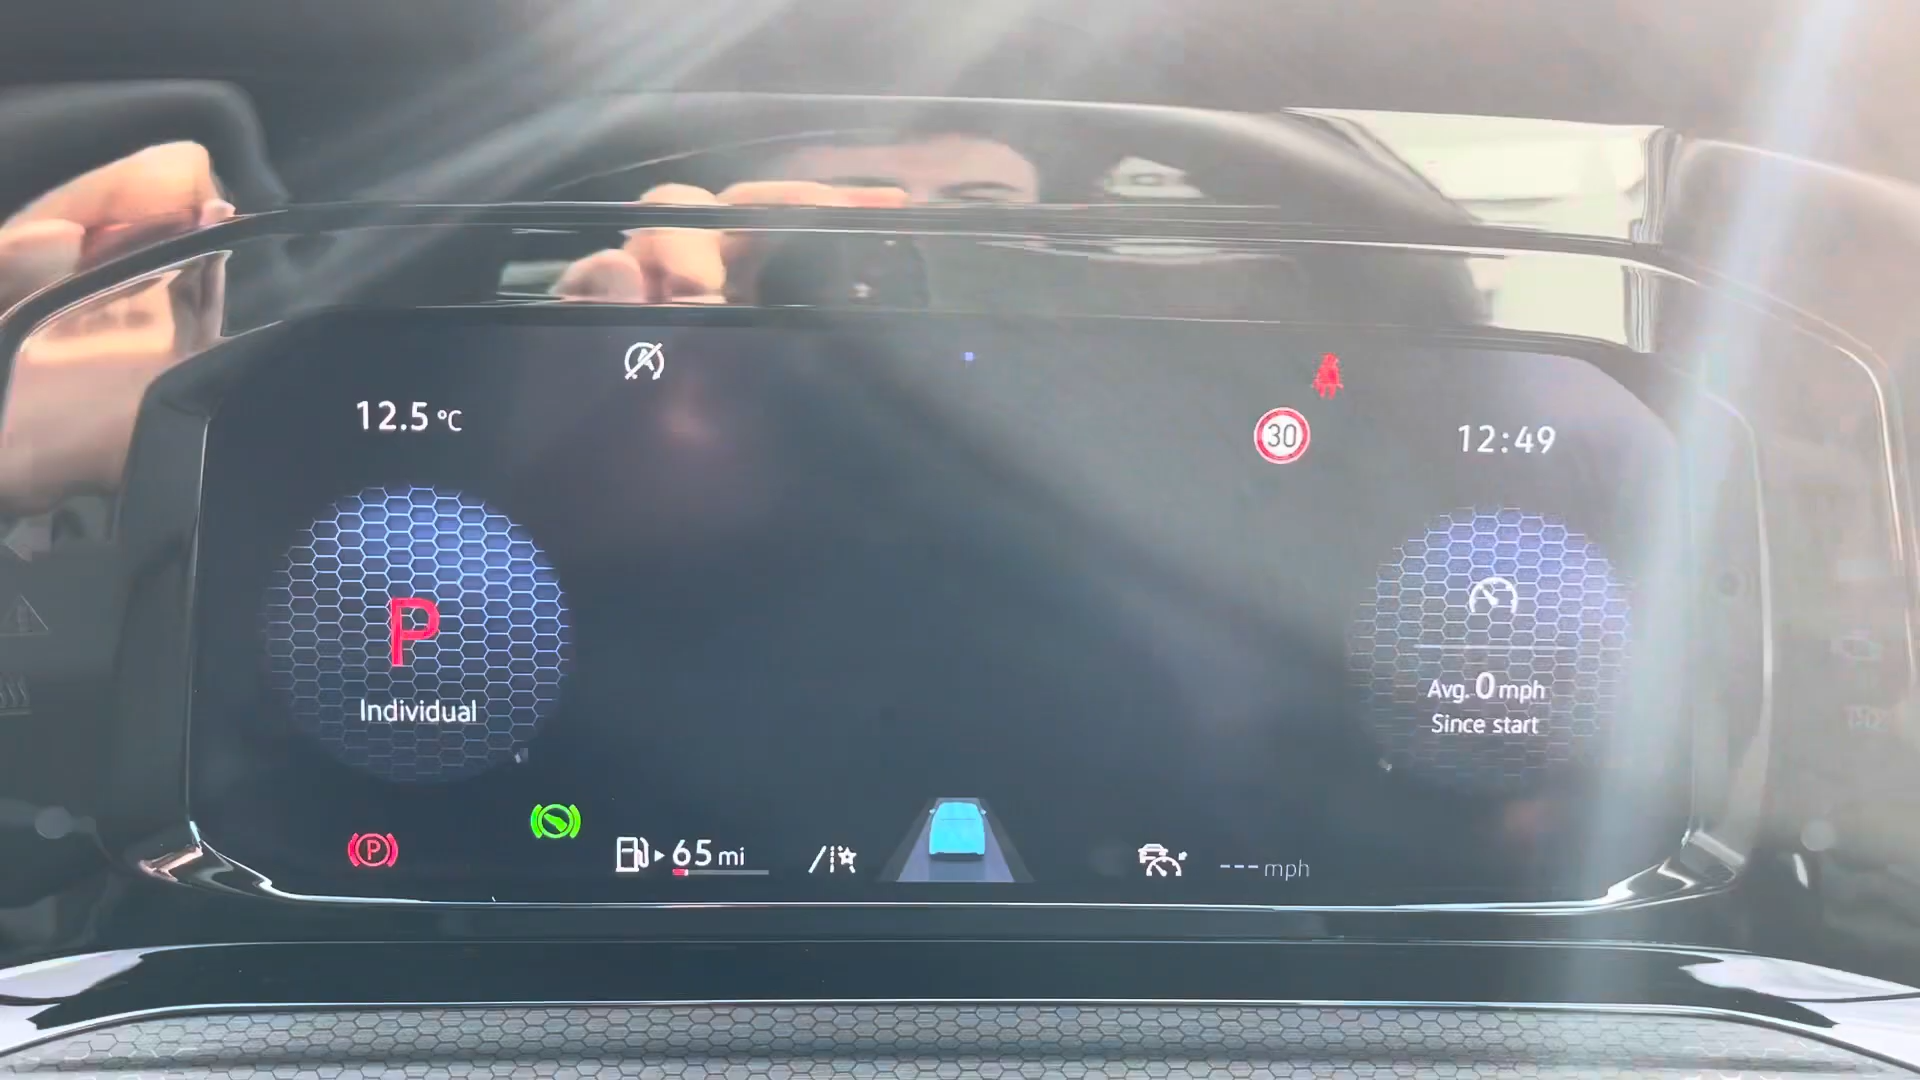 12.5 °C
30
12:49
P
Individual
Avg. 0 mph
Since start
P
65 mi
--- mph